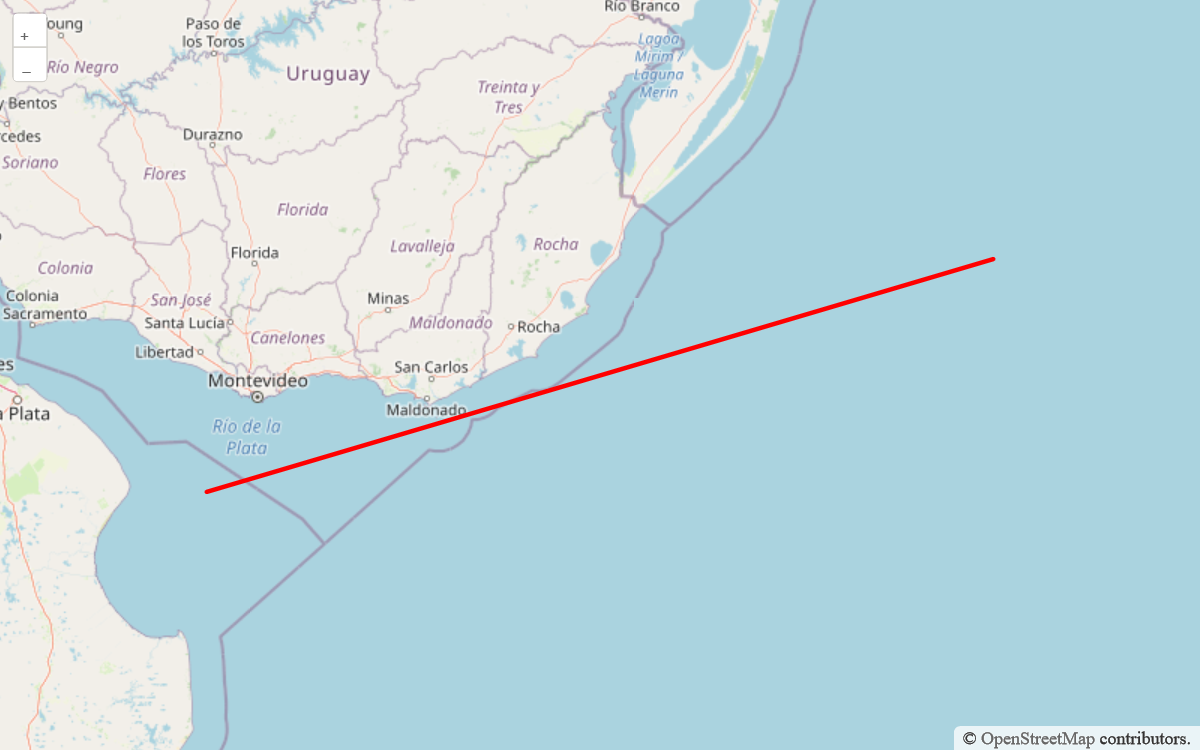 +
–
oung
Paso de
los Toros
Río Branco
Río Negro
Uruguay
Lagoa
Mirim /
Laguna
Merín
Treinta y
Tres
y Bentos
rcedes
Durazno
Soriano
Flores
Florida
Lavalleja
Rocha
Florida
Colonia
Colonia
Sacramento
San José
Minas
Santa Lucía
Canelones
Maldonado
Rocha
Libertad
es
San Carlos
Montevideo
Maldonado
a Plata
Río de la
Plata
© OpenStreetMap contributors.